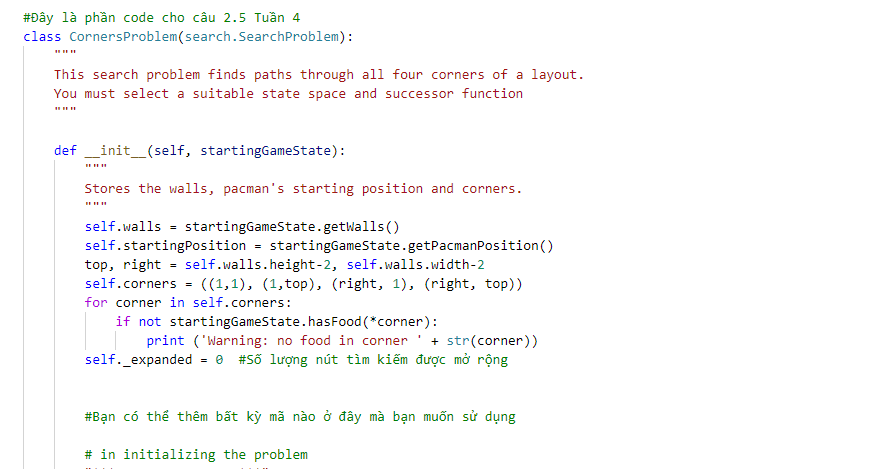 #Đây là phần code cho câu 2.5 Tuần 4
class CornersProblem(search.SearchProblem):
"""
This search problem finds paths through all four corners of a layout.
You must select a suitable state space and successor function
"""
def __init__(self, startingGameState):
"""
Stores the walls, pacman's starting position and corners.
"""
self.walls = startingGameState.getWalls()
self.startingPosition = startingGameState.getPacmanPosition()
top, right = self.walls.height-2, self.walls.width-2
self.corners = ((1,1), (1,top), (right, 1), (right, top))
for corner in self.corners:
if not startingGameState.hasFood(*corner):
print ('Warning: no food in corner ' + str(corner))
self._expanded = 0  #Số lượng nút tìm kiếm được mở rộng
#Bạn có thể thêm bất kỳ mã nào ở đây mà bạn muốn sử dụng
# in initializing the problem